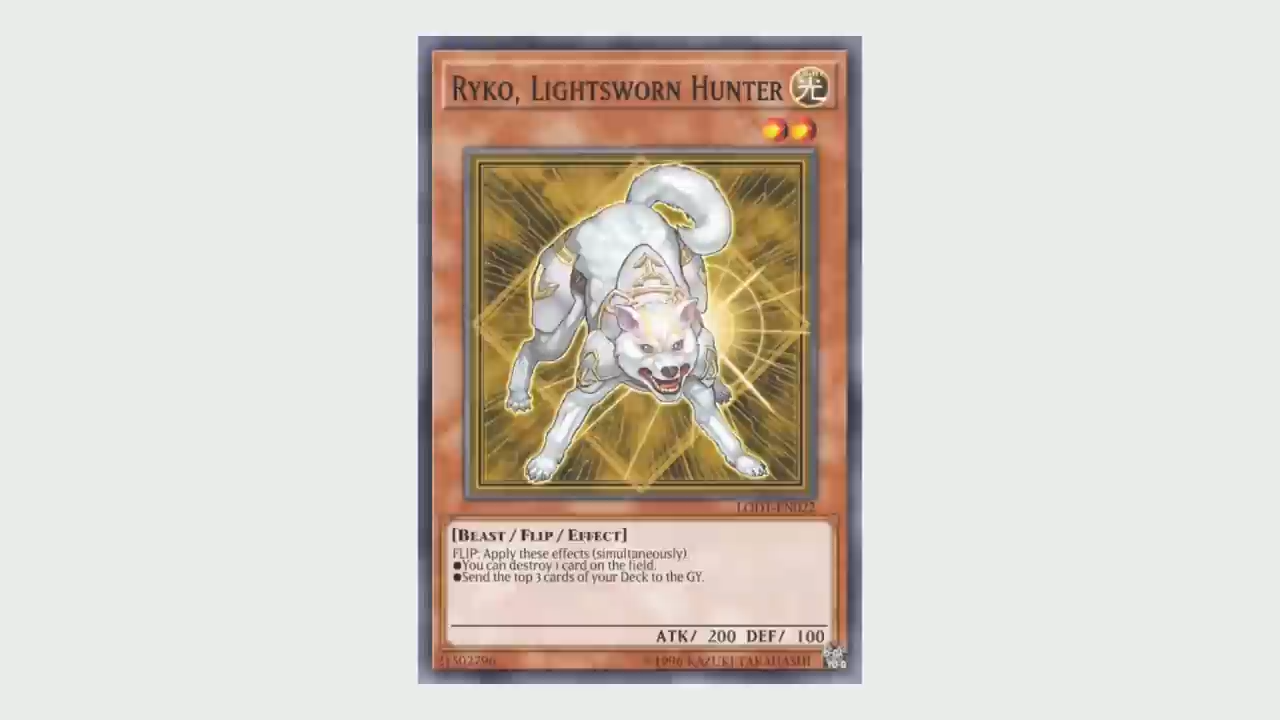 Ryko, Lightsworn Hunter
LIGHT
光
[Beast / Flip / Effect]
FLIP: Apply these effects (simultaneously).
●You can destroy 1 card on the field.
●Send the top 3 cards of your Deck to the GY.
ATK/ 200 DEF/ 100
©1996 KAZUKI TAKAHASHI